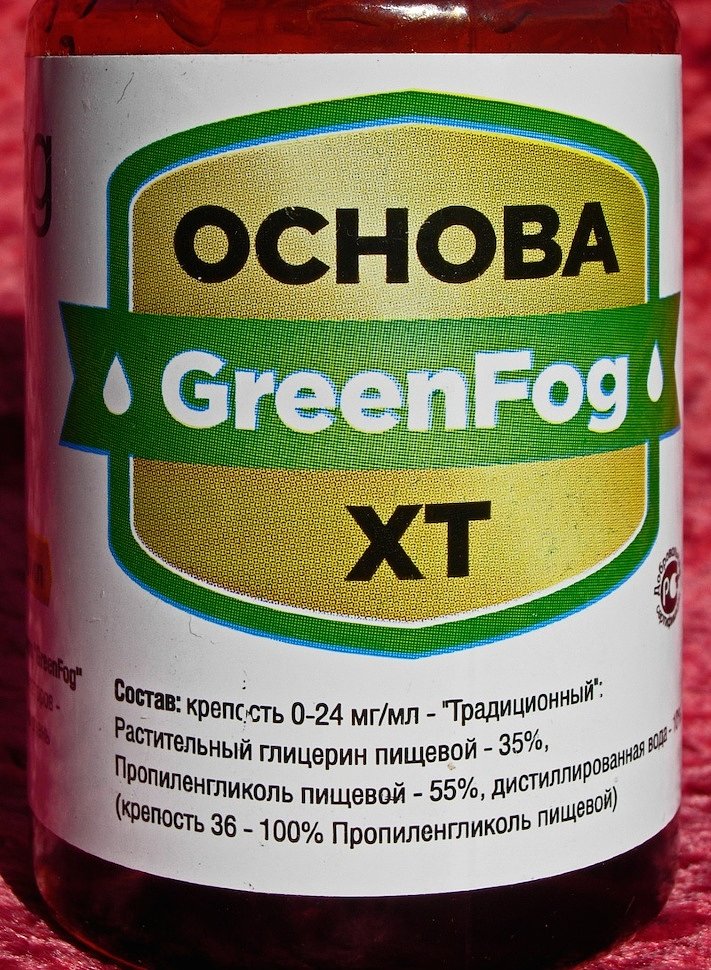 ОСНОВА
GreenFog
XT
Состав: крепость 0-24 мг/мл - "Традиционный":
Растительный глицерин пищевой - 35%,
Пропиленгликоль пищевой - 55%, дистиллированная вода -
(крепость 36 - 100% Пропиленгликоль пищевой)
GreenFog"